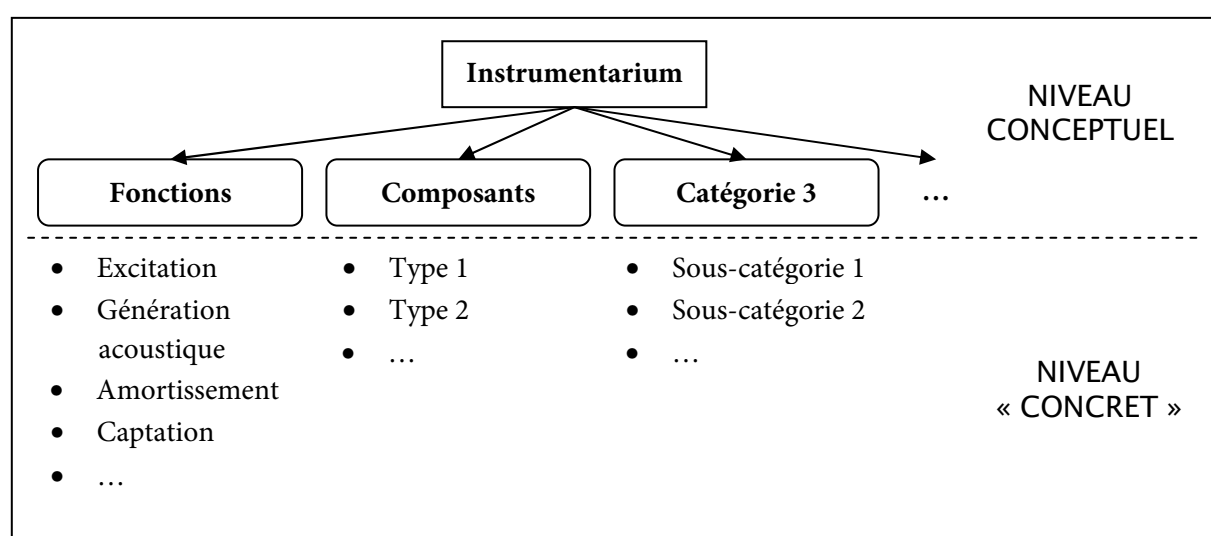 Instrumentarium
NIVEAU
CONCEPTUEL
Fonctions
Composants
Catégorie 3
...
• Excitation
• Génération
acoustique
• Amortissement
• Captation
• …
• Type 1
• Type 2
• …
• Sous-catégorie 1
• Sous-catégorie 2
• …
NIVEAU
« CONCRET »